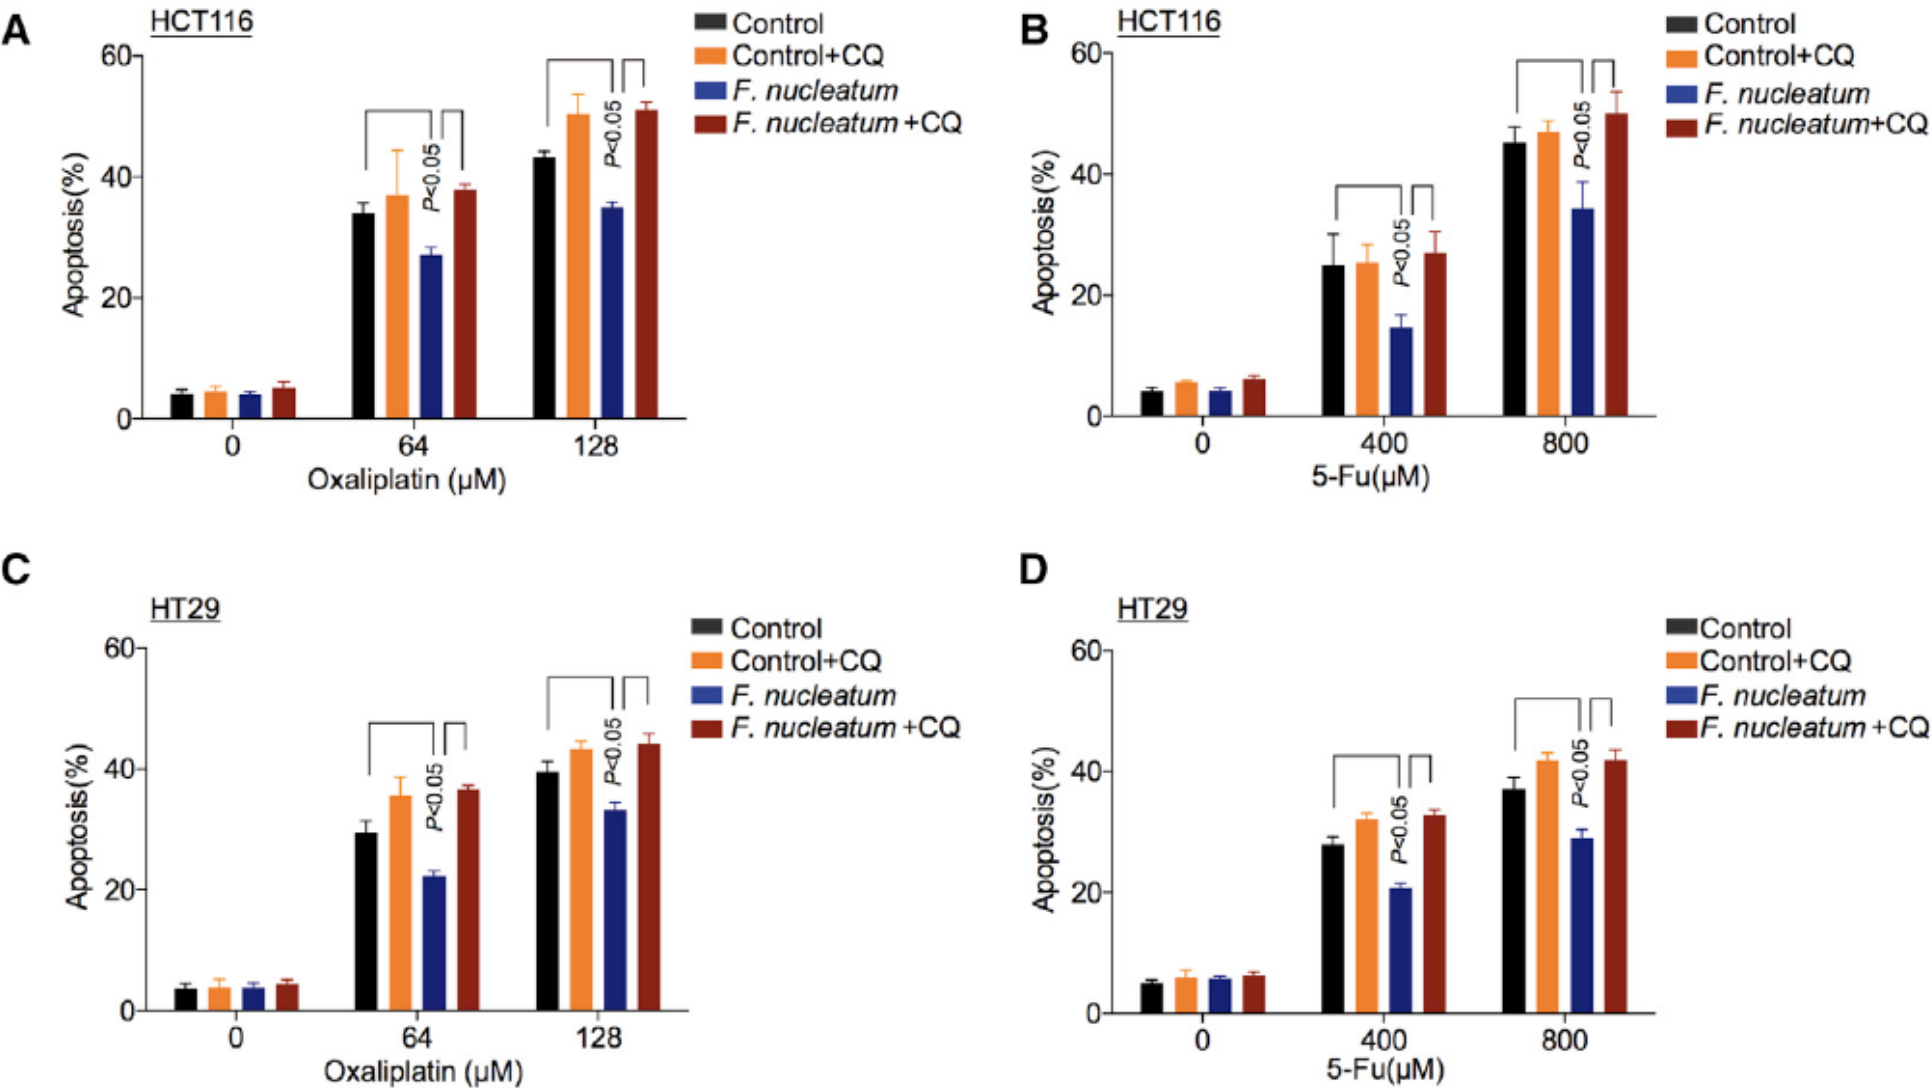 A
HCT116
Control
Control+CQ
F. nucleatum
F. nucleatum +CQ
60
40
20
0
Apoptosis(%)
P<0.05
P<0.05
0
64
128
Oxaliplatin (µM)
B
HCT116
Control
Control+CQ
F. nucleatum
F. nucleatum+CQ
60
40
20
0
Apoptosis(%)
P<0.05
P<0.05
0
400
800
5-Fu(µM)
C
HT29
Control
Control+CQ
F. nucleatum
F. nucleatum +CQ
60
40
20
0
Apoptosis(%)
P<0.05
P<0.05
0
64
128
Oxaliplatin (µM)
D
HT29
Control
Control+CQ
F. nucleatum
F. nucleatum +CQ
60
40
20
0
Apoptosis(%)
P<0.05
P<0.05
0
400
800
5-Fu(µM)